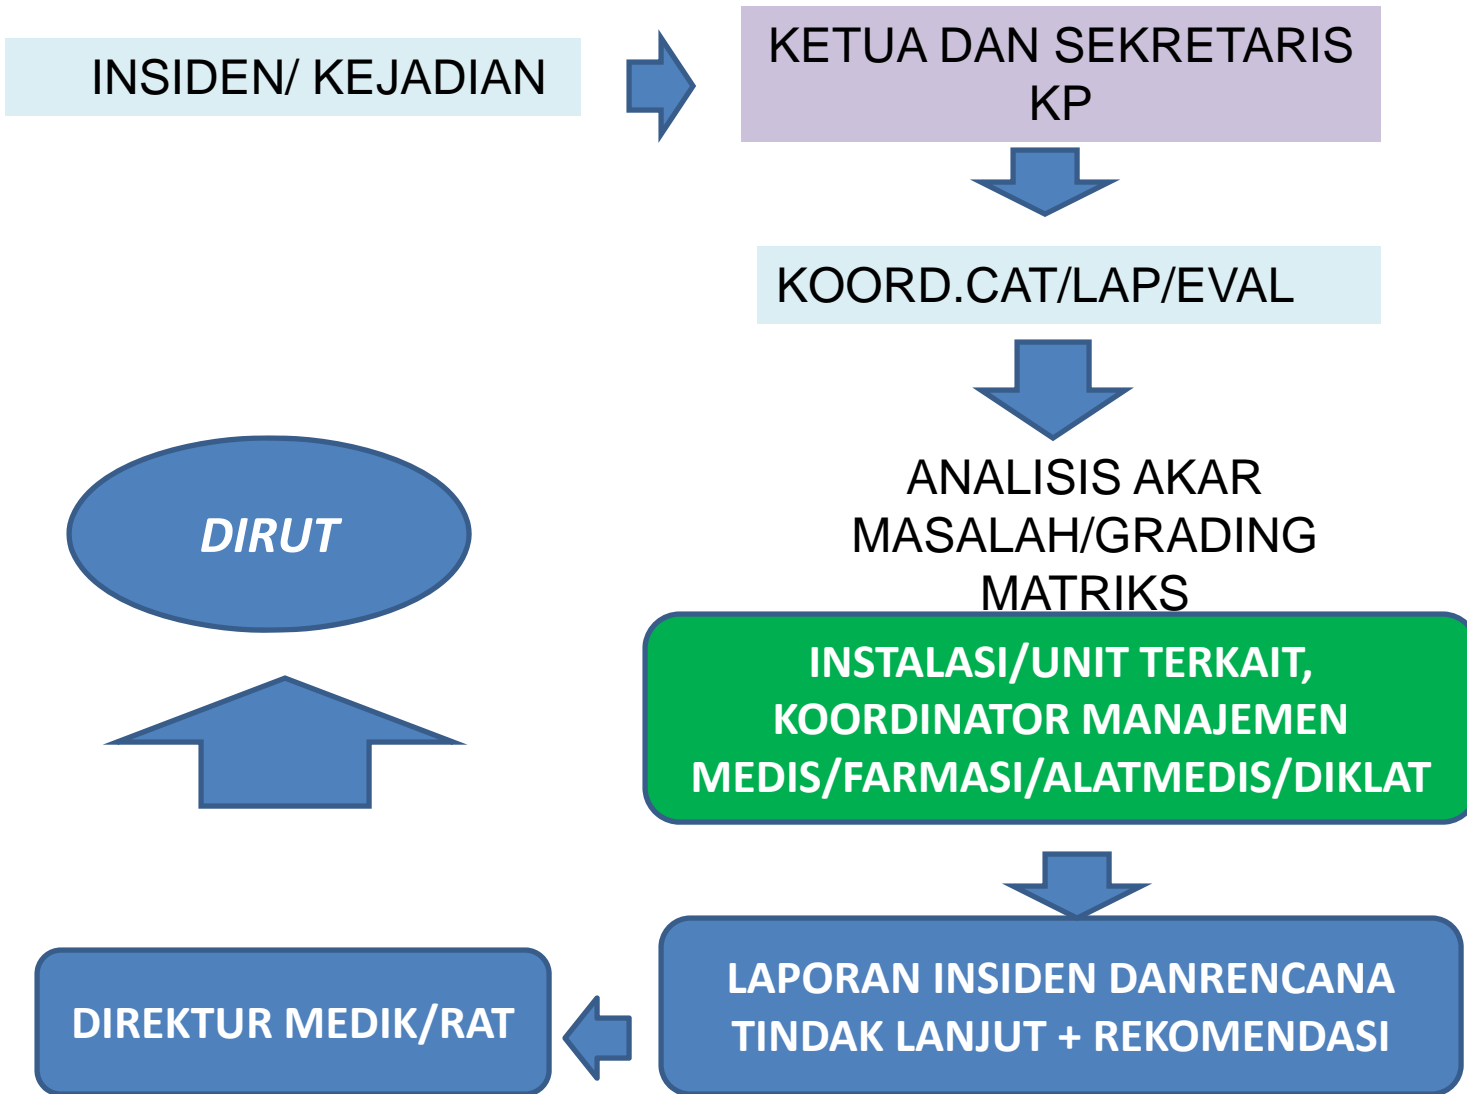 INSIDEN/ KEJADIAN
KETUA DAN SEKRETARIS
KP
KOORD.CAT/LAP/EVAL
ANALISIS AKAR
MASALAH/GRADING
MATRIKS
INSTALASI/UNIT TERKAIT,
KOORDINATOR MANAJEMEN
MEDIS/FARMASI/ALATMEDIS/DIKLAT
LAPORAN INSIDEN DANRENCANA
TINDAK LANJUT + REKOMENDASI
DIREKTUR MEDIK/RAT
DIRUT